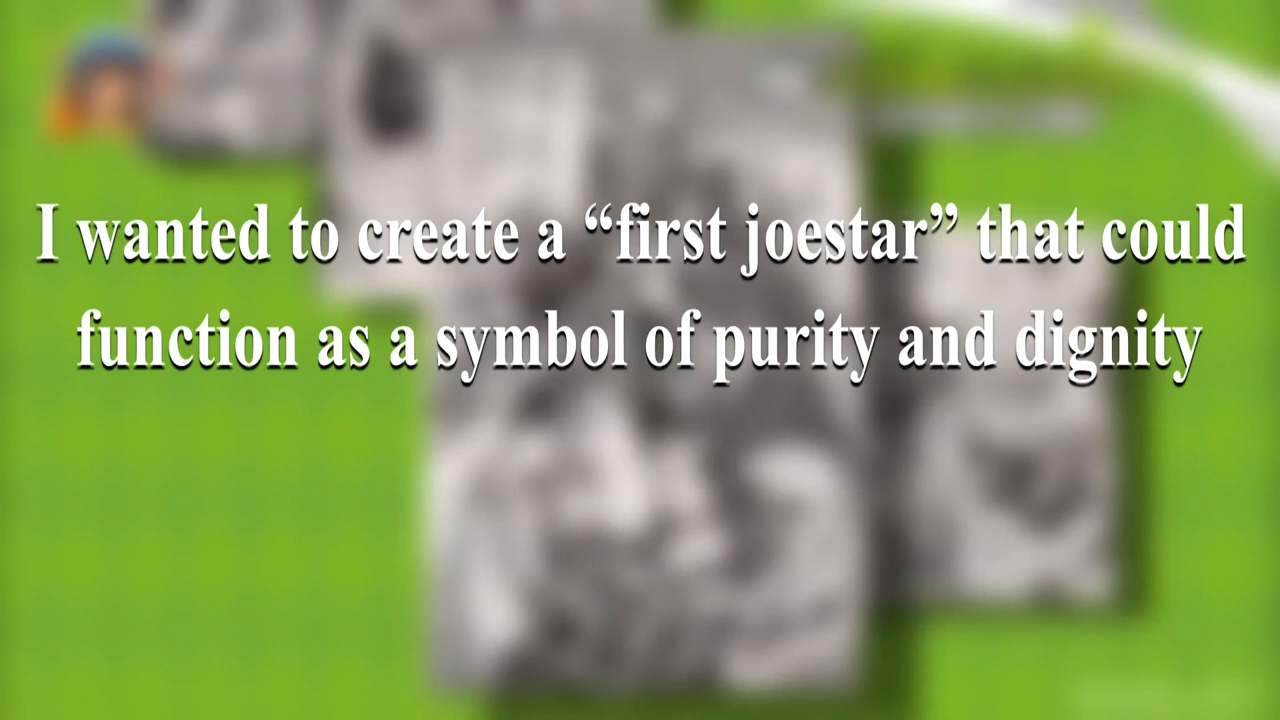 I wanted to create a “first joestar” that could
function as a symbol of purity and dignity